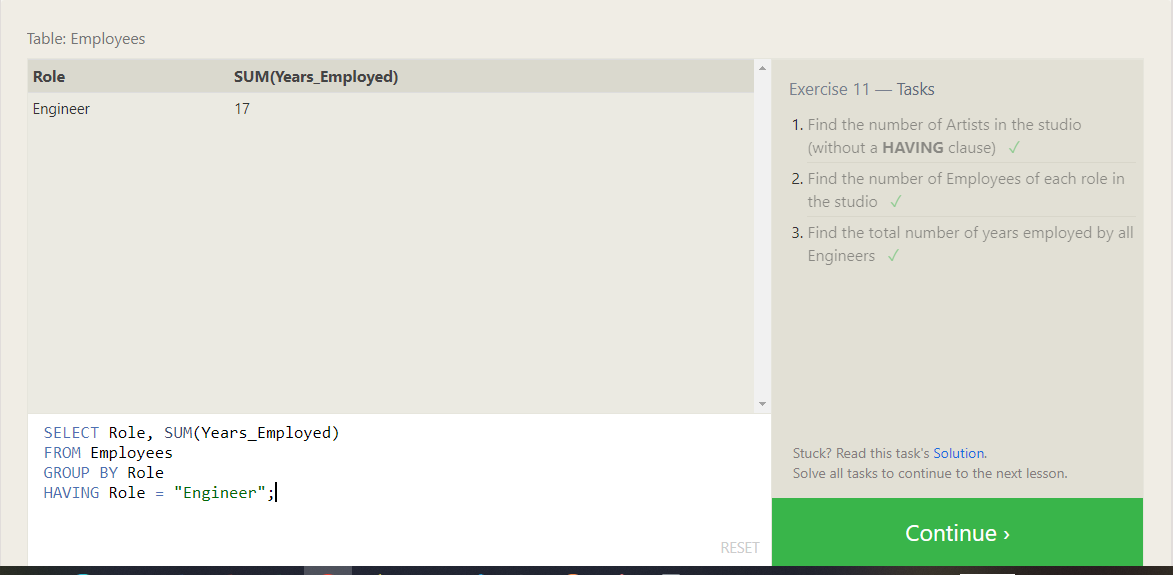 Table: Employees
Role SUM(Years_Employed)
Engineer 17
Exercise 11 — Tasks
1. Find the number of Artists in the studio
(without a HAVING clause) ✓
2. Find the number of Employees of each role in
the studio ✓
3. Find the total number of years employed by all
Engineers ✓
SELECT Role, SUM(Years_Employed)
FROM Employees
GROUP BY Role
HAVING Role = "Engineer";
RESET
Stuck? Read this task's Solution.
Solve all tasks to continue to the next lesson.
Continue ›